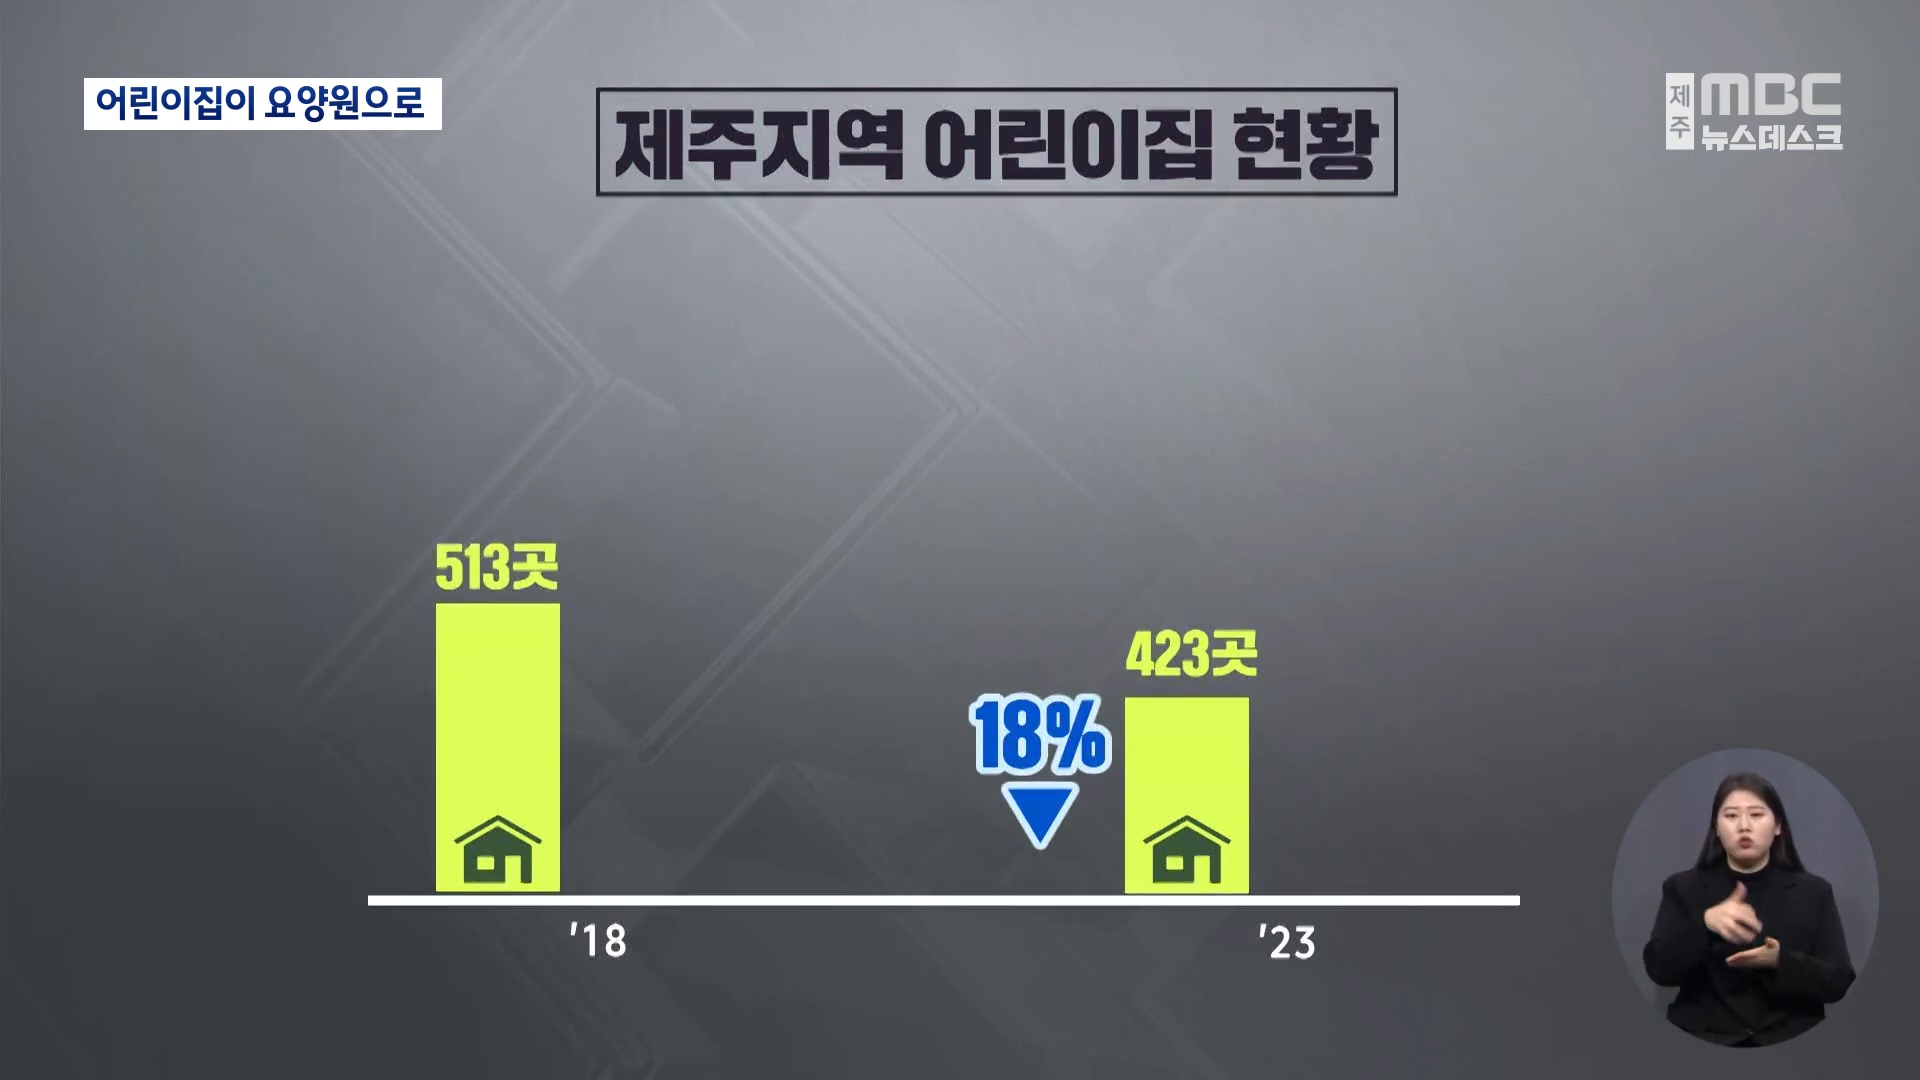 어린이집이 요양원으로
제주지역 어린이집 현황
제주
MBC
뉴스데스크
513곳
423곳
18%
'18
'23